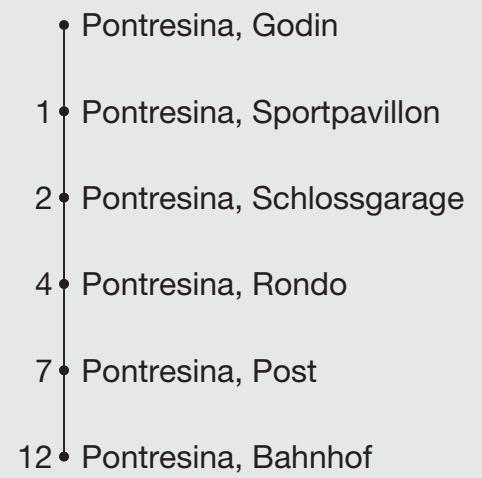 Pontresina, Godin
1 Pontresina, Sportpavillon
2 Pontresina, Schlossgarage
4 Pontresina, Rondo
7 Pontresina, Post
12 Pontresina, Bahnhof